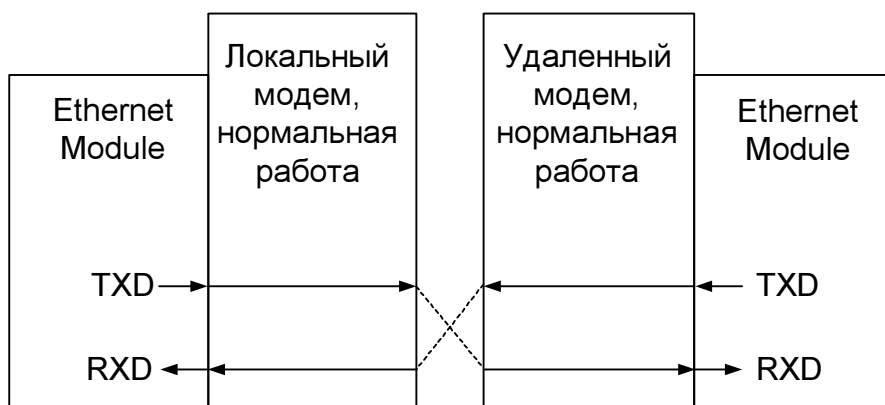 Ethernet
Module
Локальный
модем,
нормальная
работа
Удаленный
модем,
нормальная
работа
Ethernet
Module
TXD
TXD
RXD
RXD